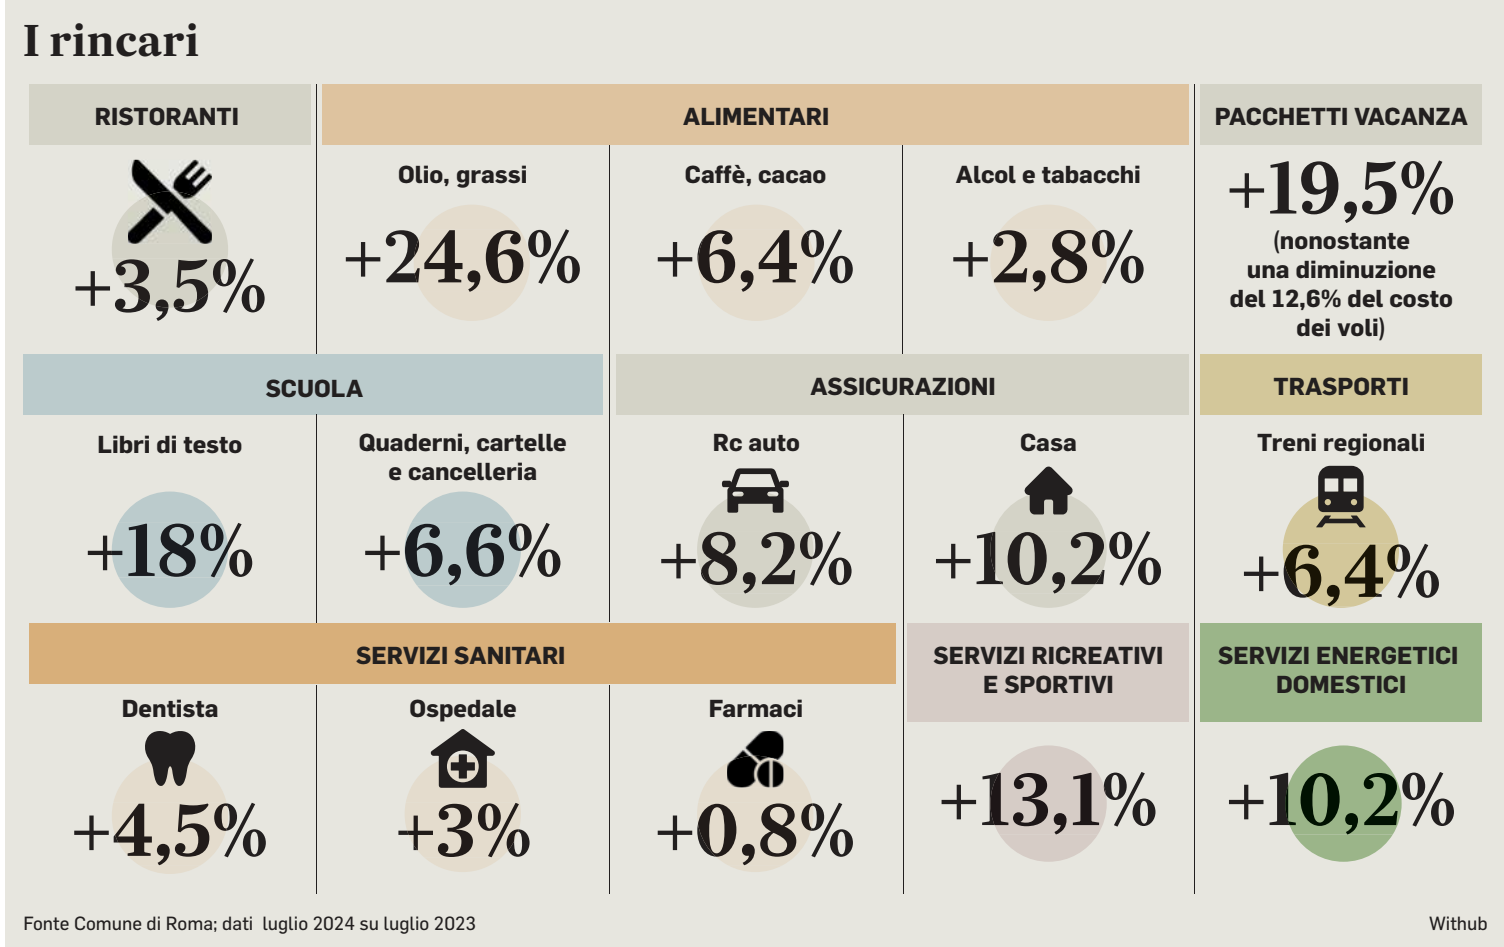 I rincari
RISTORANTI
+3,5%
ALIMENTARI
Olio, grassi
+24,6%
Caffè, cacao
+6,4%
Alcol e tabacchi
+2,8%
PACCHETTI VACANZA
+19,5%
(nonostante
una diminuzione
del 12,6% del costo
dei voli)
SCUOLA
Libri di testo
+18%
Quaderni, cartelle
e cancelleria
+6,6%
ASSICURAZIONI
Rc auto
+8,2%
Casa
+10,2%
TRASPORTI
Treni regionali
+6,4%
SERVIZI SANITARI
Dentista
+4,5%
Ospedale
+3%
Farmaci
+0,8%
SERVIZI RICREATIVI
E SPORTIVI
+13,1%
SERVIZI ENERGETICI
DOMESTICI
+10,2%
Fonte Comune di Roma; dati luglio 2024 su luglio 2023
Withub